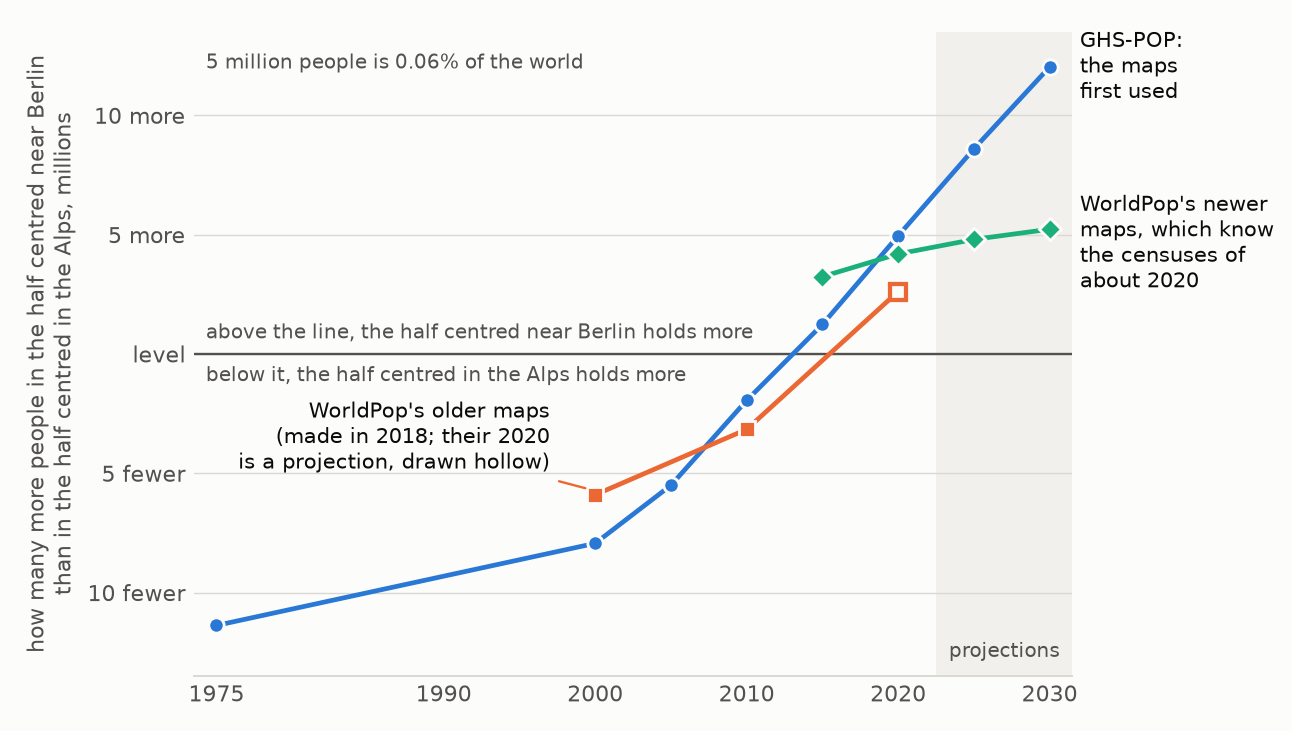 how many more people in the half centred near Berlin
than in the half centred in the Alps, millions
5 million people is 0.06% of the world
GHS-POP:
the maps
first used
10 more
WorldPop's newer
maps, which know
the censuses of
about 2020
5 more
above the line, the half centred near Berlin holds more
level
below it, the half centred in the Alps holds more
WorldPop's older maps
(made in 2018; their 2020
is a projection, drawn hollow)
5 fewer
10 fewer
projections
1975
1990
2000
2010
2020
2030